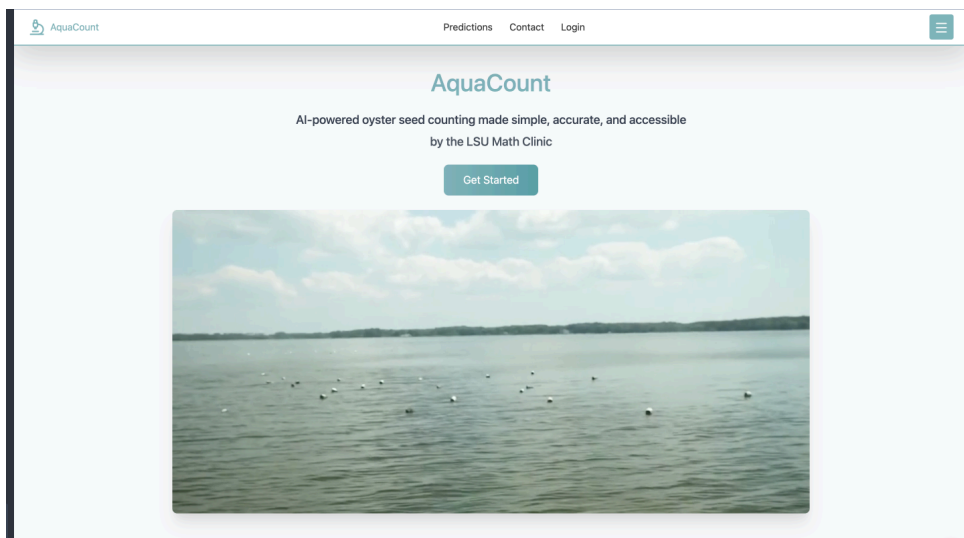 AquaCount
Predictions Contact Login
AquaCount
AI-powered oyster seed counting made simple, accurate, and accessible
by the LSU Math Clinic
Get Started